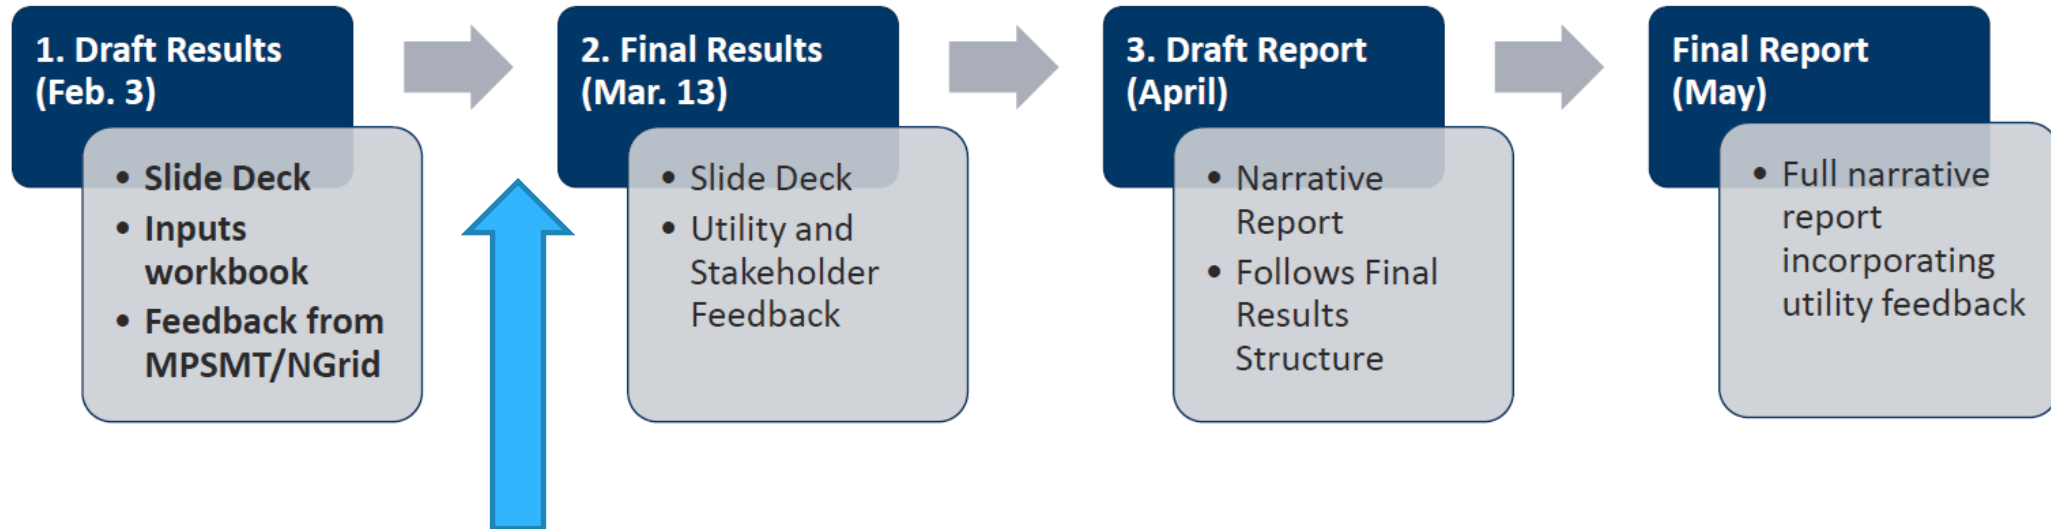 1. Draft Results
(Feb. 3)
• Slide Deck
• Inputs
workbook
• Feedback from
MPSMT/NGrid
2. Final Results
(Mar. 13)
• Slide Deck
• Utility and
Stakeholder
Feedback
3. Draft Report
(April)
• Narrative
Report
• Follows Final
Results
Structure
Final Report
(May)
• Full narrative
report
incorporating
utility feedback